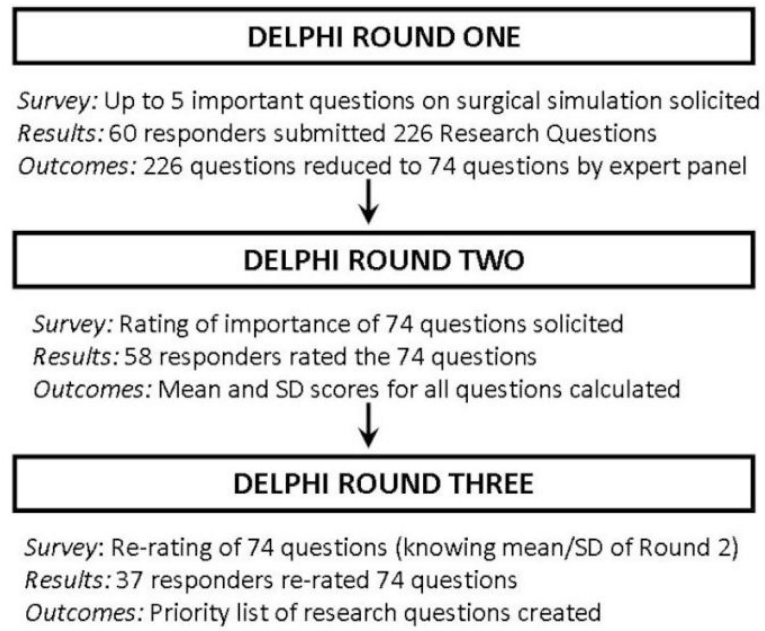 DELPHI ROUND ONE
Survey: Up to 5 important questions on surgical simulation solicited
Results: 60 responders submitted 226 Research Questions
Outcomes: 226 questions reduced to 74 questions by expert panel
DELPHI ROUND TWO
Survey: Rating of importance of 74 questions solicited
Results: 58 responders rated the 74 questions
Outcomes: Mean and SD scores for all questions calculated
DELPHI ROUND THREE
Survey: Re-rating of 74 questions (knowing mean/SD of Round 2)
Results: 37 responders re-rated 74 questions
Outcomes: Priority list of research questions created